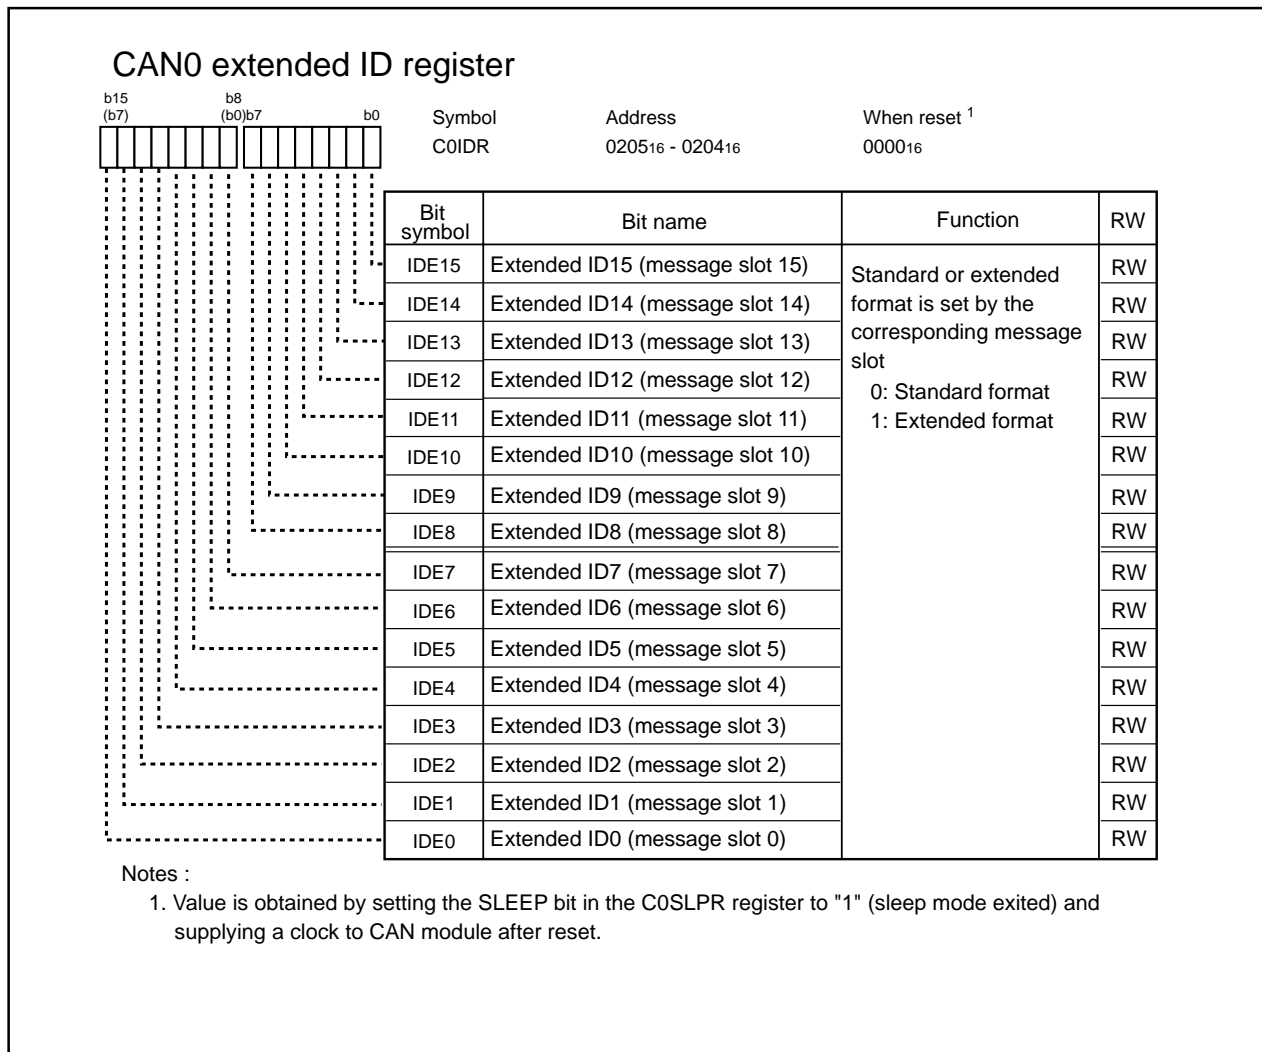 CAN0 extended ID register
b15 b8
(b7) (b0)b7 b0
Symbol Address When reset 1
C0IDR 020516 - 020416 000016
Bit symbol Bit name Function RW
IDE15 Extended ID15 (message slot 15) RW
IDE14 Extended ID14 (message slot 14) RW
IDE13 Extended ID13 (message slot 13) RW
IDE12 Extended ID12 (message slot 12) RW
IDE11 Extended ID11 (message slot 11) RW
IDE10 Extended ID10 (message slot 10) RW
IDE9 Extended ID9 (message slot 9) RW
IDE8 Extended ID8 (message slot 8) RW
IDE7 Extended ID7 (message slot 7) RW
IDE6 Extended ID6 (message slot 6) RW
IDE5 Extended ID5 (message slot 5) RW
IDE4 Extended ID4 (message slot 4) RW
IDE3 Extended ID3 (message slot 3) RW
IDE2 Extended ID2 (message slot 2) RW
IDE1 Extended ID1 (message slot 1) RW
IDE0 Extended ID0 (message slot 0) RW
Standard or extended
format is set by the
corresponding message
slot
0: Standard format
1: Extended format
Notes :
1. Value is obtained by setting the SLEEP bit in the C0SLPR register to "1" (sleep mode exited) and
supplying a clock to CAN module after reset.